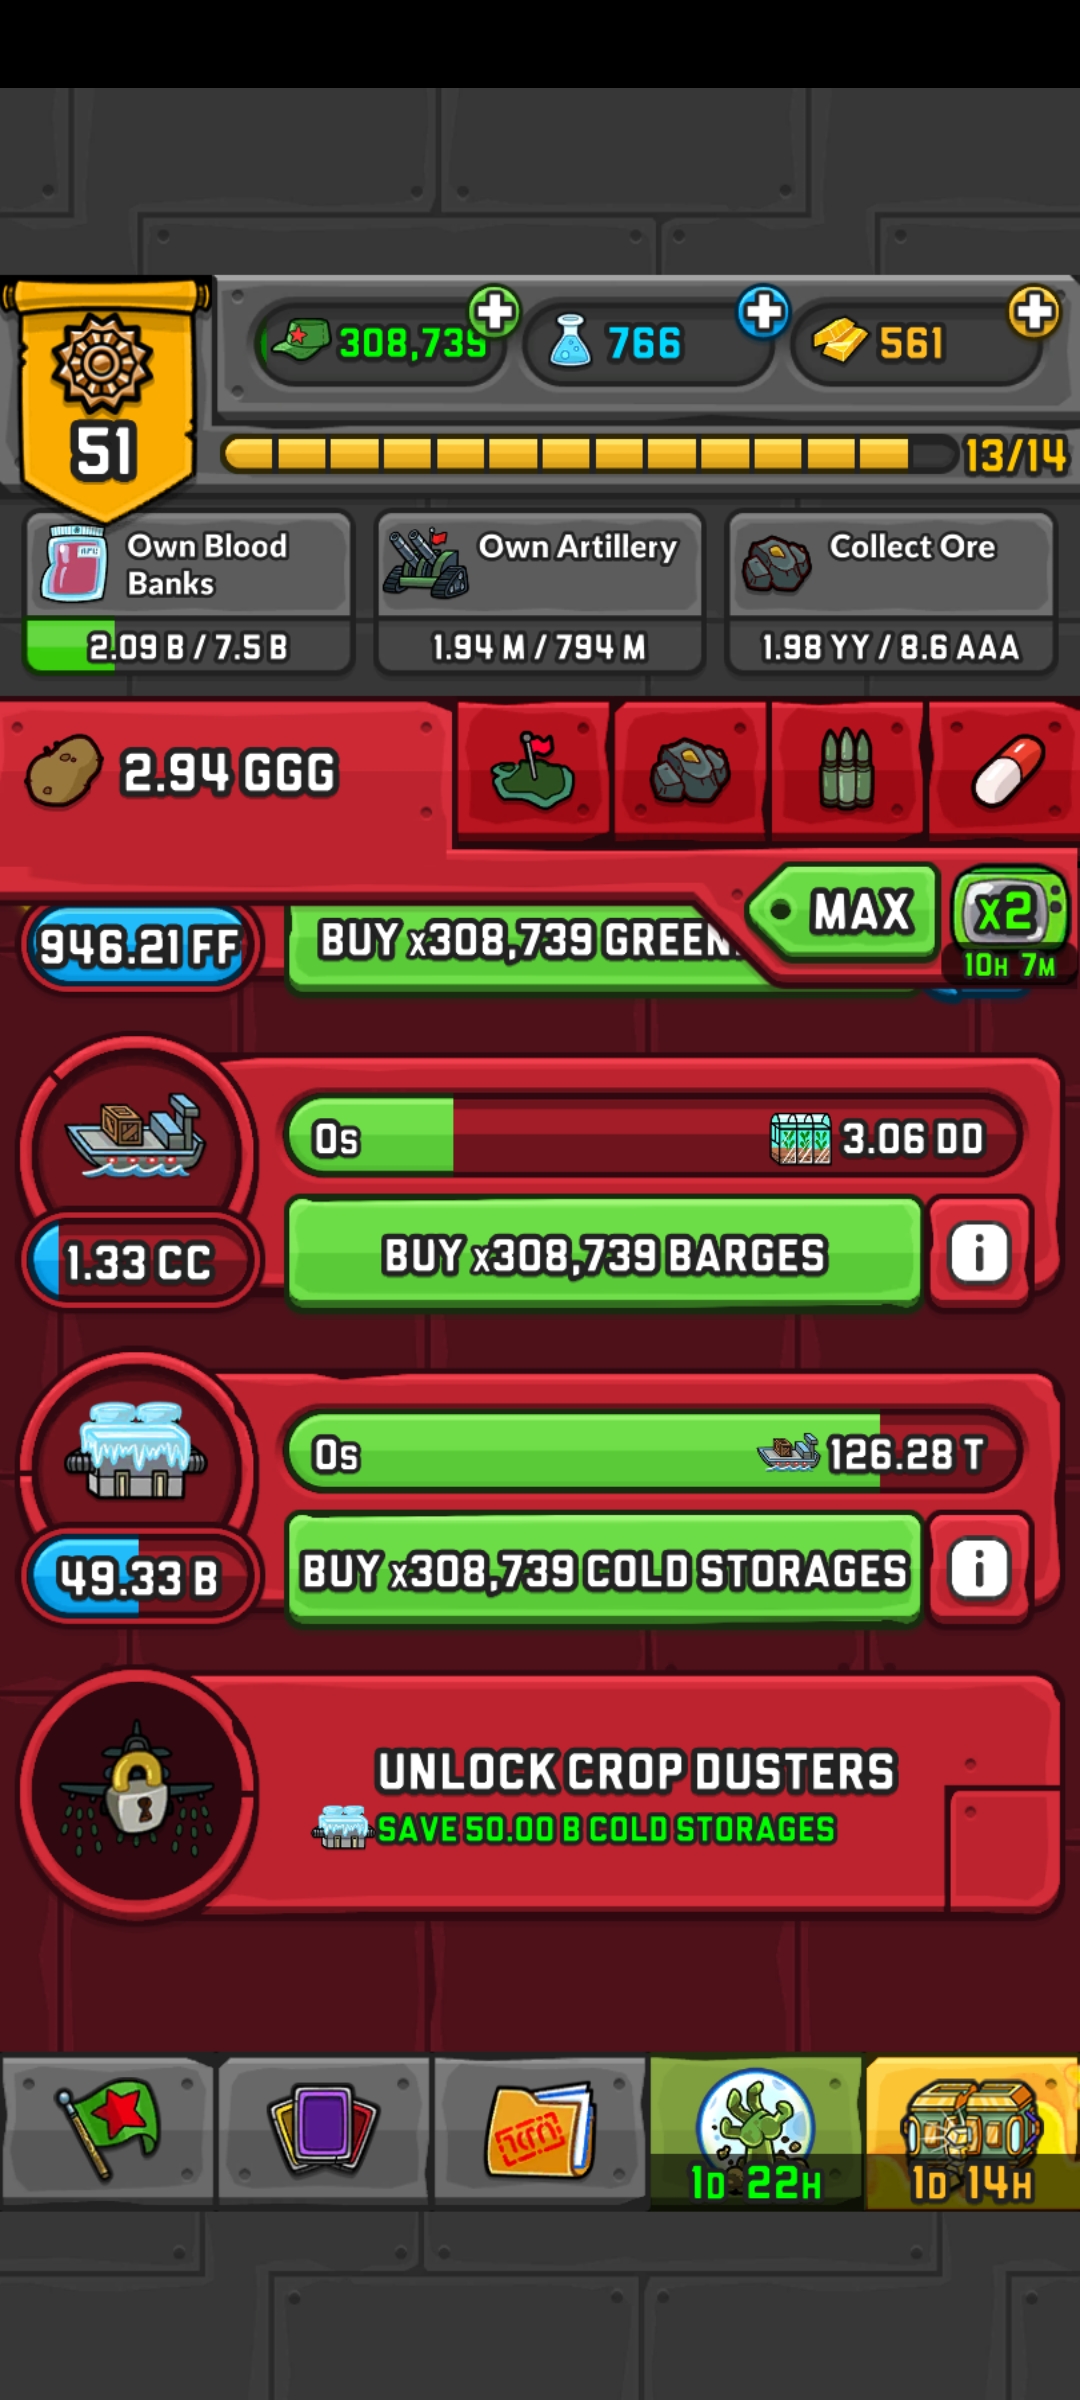 51
308,739
766
561
13/14
Own Blood
Banks
2.09 B / 7.5 B
Own Artillery
1.94 M / 794 M
Collect Ore
1.98 YY / 8.6 AAA
2.94 GGG
MAX
x2
10H 7M
946.21 FF
BUY x308,739 GREEN
0s
3.06 DD
1.33 CC
BUY x308,739 BARGES
i
0s
126.28 T
49.33 B
BUY x308,739 COLD STORAGES
i
UNLOCK CROP DUSTERS
SAVE 50.00 B COLD STORAGES
1D 22H
1D 14H